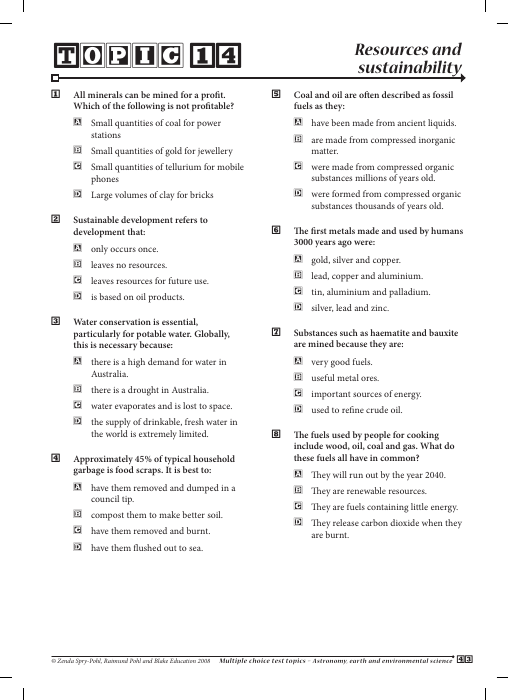 TOPIC 14
Resources and
sustainability
1 All minerals can be mined for a profit.
Which of the following is not profitable?
A Small quantities of coal for power
stations
B Small quantities of gold for jewellery
C Small quantities of tellurium for mobile
phones
D Large volumes of clay for bricks
2 Sustainable development refers to
development that:
A only occurs once.
B leaves no resources.
C leaves resources for future use.
D is based on oil products.
3 Water conservation is essential,
particularly for potable water. Globally,
this is necessary because:
A there is a high demand for water in
Australia.
B there is a drought in Australia.
C water evaporates and is lost to space.
D the supply of drinkable, fresh water in
the world is extremely limited.
4 Approximately 45% of typical household
garbage is food scraps. It is best to:
A have them removed and dumped in a
council tip.
B compost them to make better soil.
C have them removed and burnt.
D have them flushed out to sea.
5 Coal and oil are often described as fossil
fuels as they:
A have been made from ancient liquids.
B are made from compressed inorganic
matter.
C were made from compressed organic
substances millions of years old.
D were formed from compressed organic
substances thousands of years old.
6 The first metals made and used by humans
3000 years ago were:
A gold, silver and copper.
B lead, copper and aluminium.
C tin, aluminium and palladium.
D silver, lead and zinc.
7 Substances such as haematite and bauxite
are mined because they are:
A very good fuels.
B useful metal ores.
C important sources of energy.
D used to refine crude oil.
8 The fuels used by people for cooking
include wood, oil, coal and gas. What do
these fuels all have in common?
A They will run out by the year 2040.
B They are renewable resources.
C They are fuels containing little energy.
D They release carbon dioxide when they
are burnt.
© Zenda Spry-Pohl, Raimund Pohl and Blake Education 2008 Multiple choice test topics – Astronomy, earth and environmental science 43